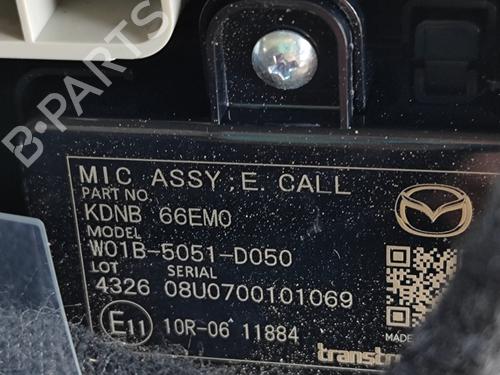 B-PARTS
MIC ASSY, E. CALL
PART NO.
KDNB 66EM0
MODEL
W01B-5051-D050
LOT SERIAL
4326 08U0700101069
E11 10R-06 11884
MADE